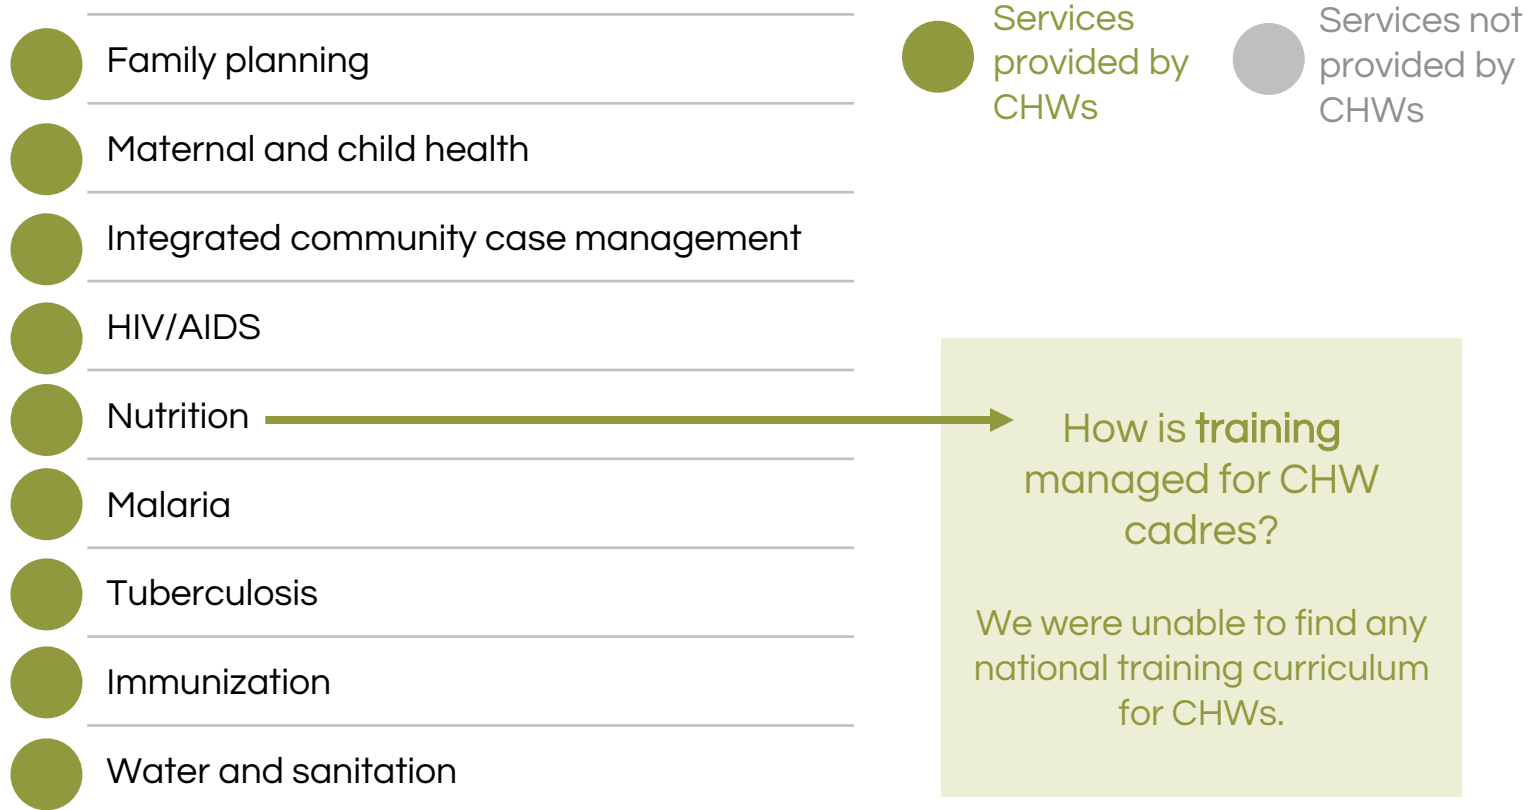 Family planning
Maternal and child health
Integrated community case management
HIV/AIDS
Nutrition
Malaria
Tuberculosis
Immunization
Water and sanitation
Services
provided by
CHWs
Services not
provided by
CHWs
How is training
managed for CHW
cadres?
We were unable to find any
national training curriculum
for CHWs.